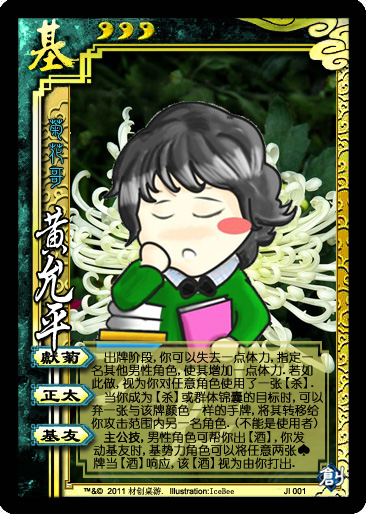 基
菊花哥
黄允平
獻菊
出牌阶段,你可以失去一点体力,指定一
名其他男性角色,使其增加一点体力.若如
此做,视为你对任意角色使用了一张【杀】.
正太
当你成为【杀】或群体锦囊的目标时,可以
弃一张与该牌颜色一样的手牌,将其转移给
你攻击范围内另一名角色.(不能是使用者)
基友
主公技,男性角色可帮你出【酒】,你发
动基友时,基势力角色可以将任意两张♠
牌当【酒】响应,该【酒】视为由你打出.
™&© 2011 材创桌游. Illustration:IceBee
JI 001
創